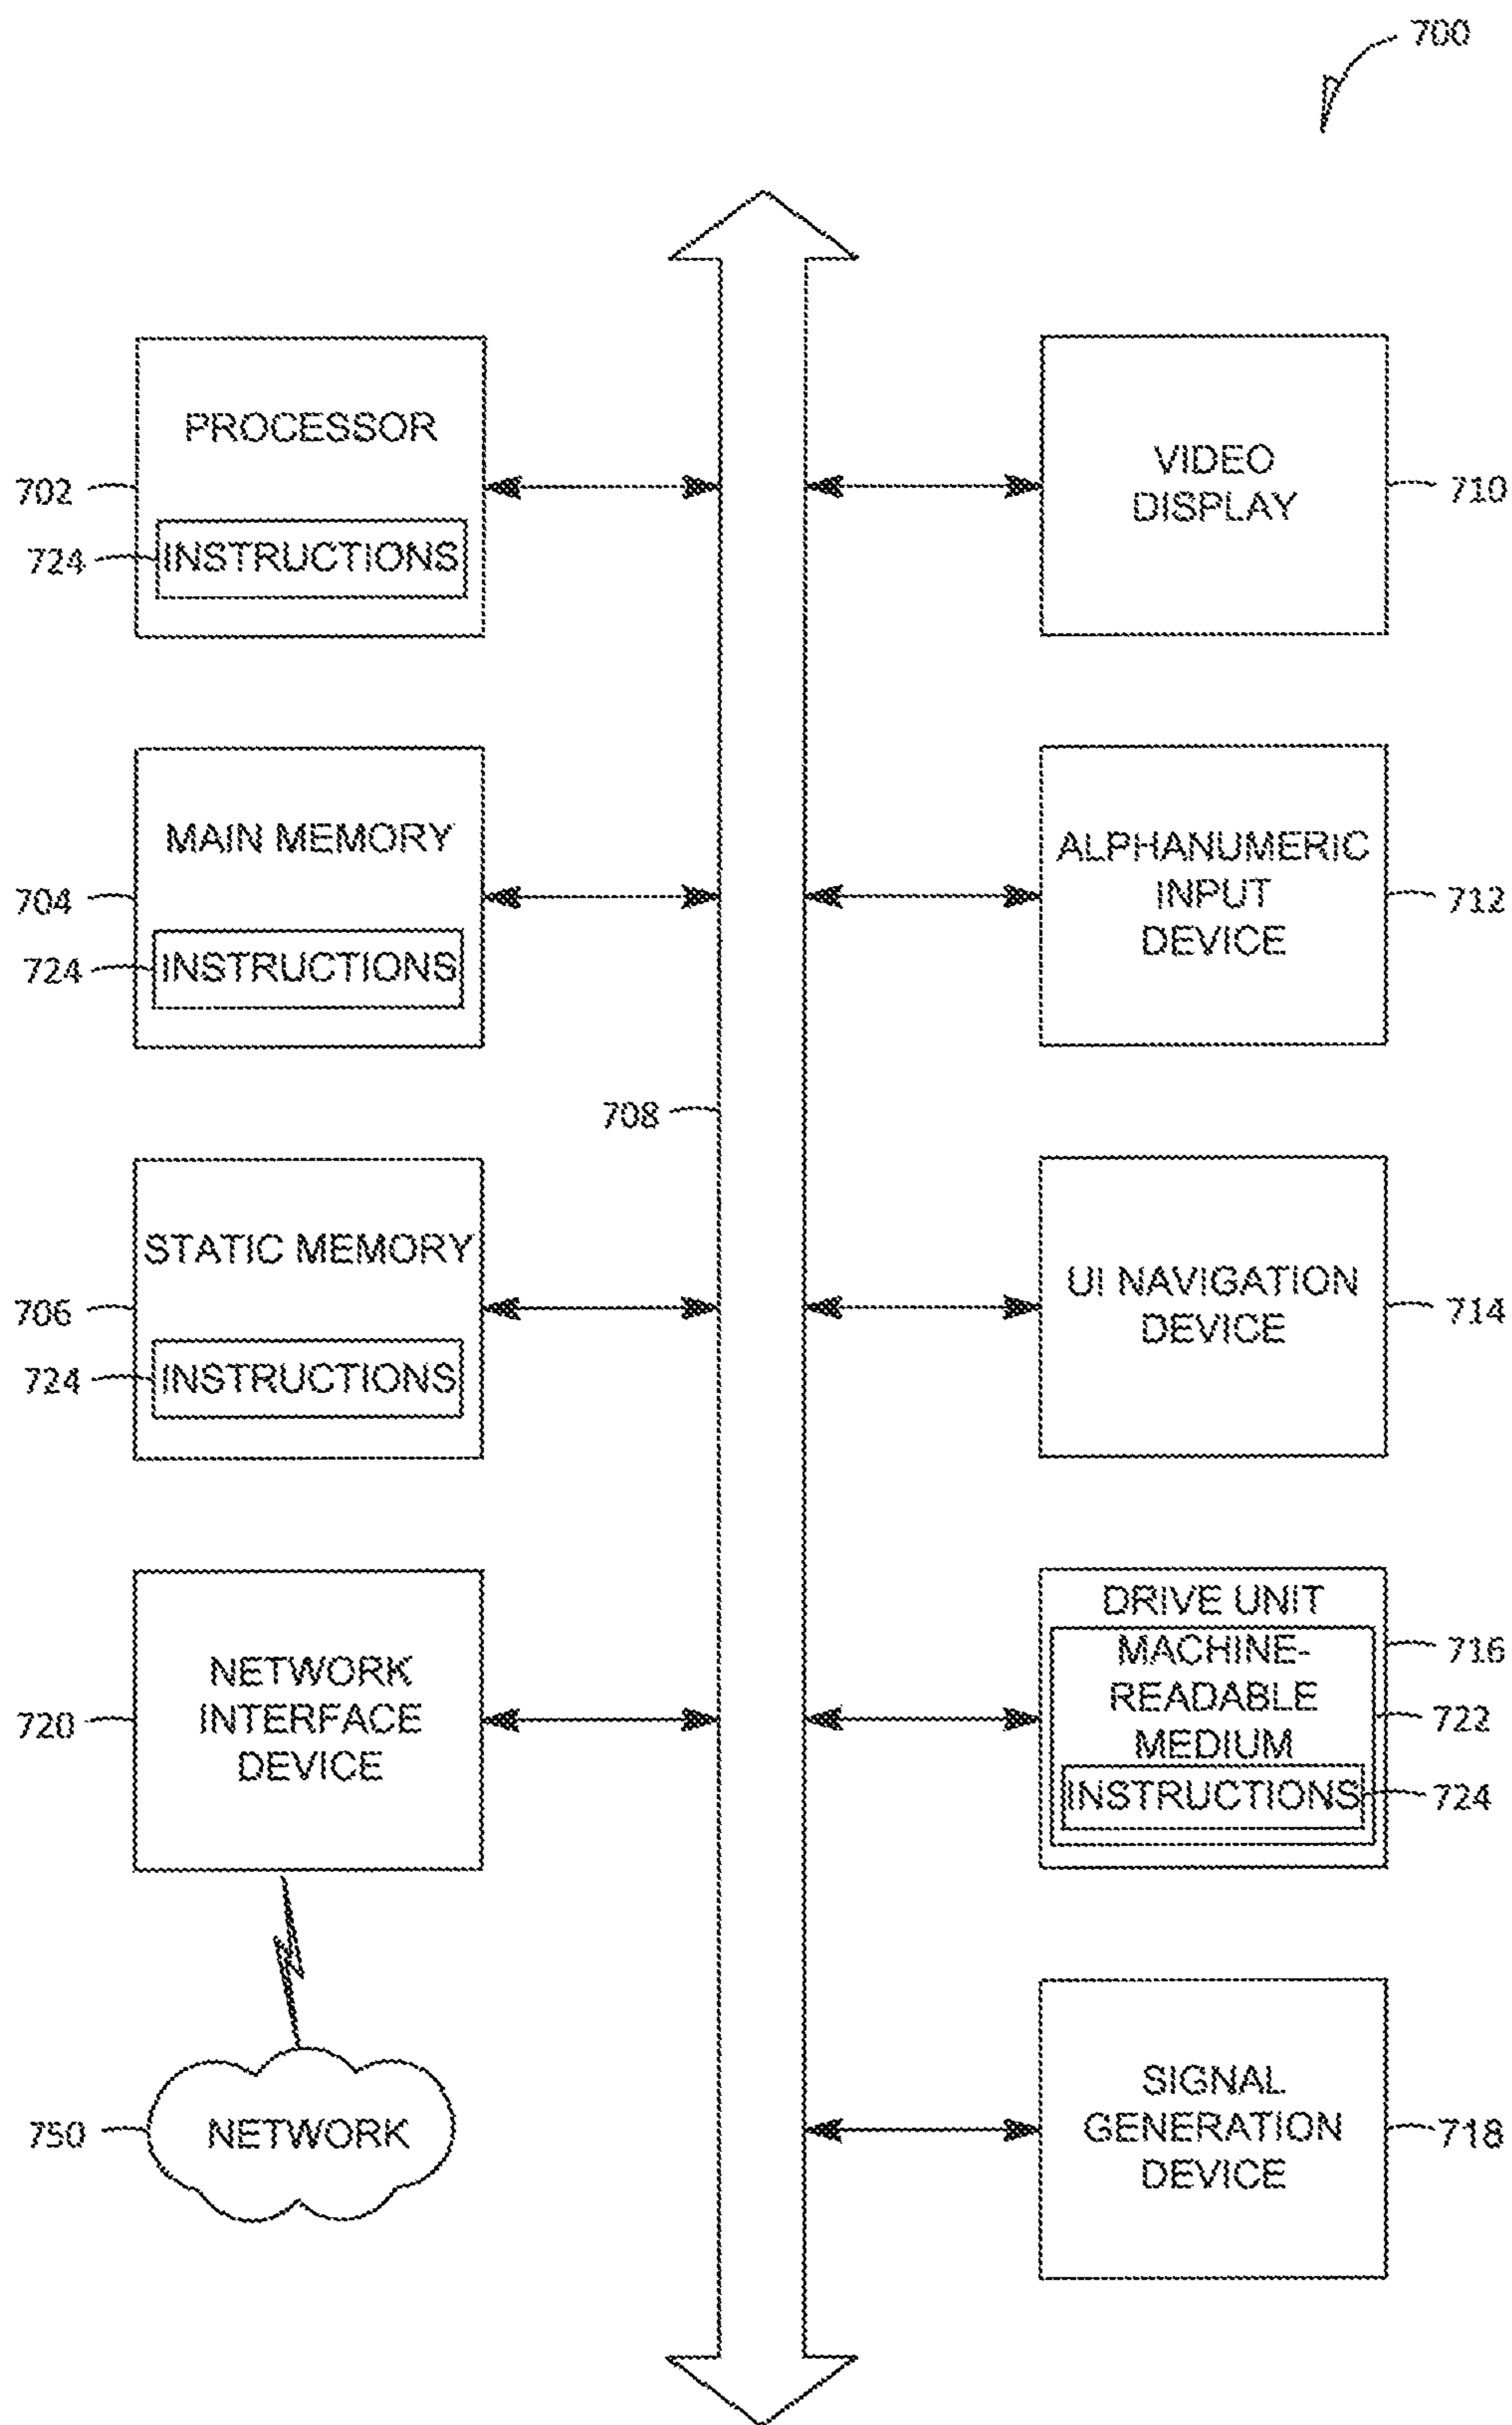 700
PROCESSOR
702
724
INSTRUCTIONS
VIDEO
DISPLAY
710
MAIN MEMORY
704
724
INSTRUCTIONS
ALPHANUMERIC
INPUT
DEVICE
712
708
STATIC MEMORY
706
724
INSTRUCTIONS
UI NAVIGATION
DEVICE
714
NETWORK
INTERFACE
DEVICE
720
DRIVE UNIT
716
MACHINE-
READABLE
MEDIUM
722
INSTRUCTIONS
724
750
NETWORK
SIGNAL
GENERATION
DEVICE
718